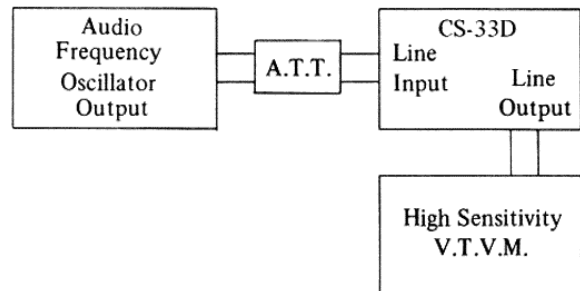 Audio
Frequency
Oscillator
Output
A.T.T.
CS-33D
Line
Input
Line
Output
High Sensitivity
V.T.V.M.